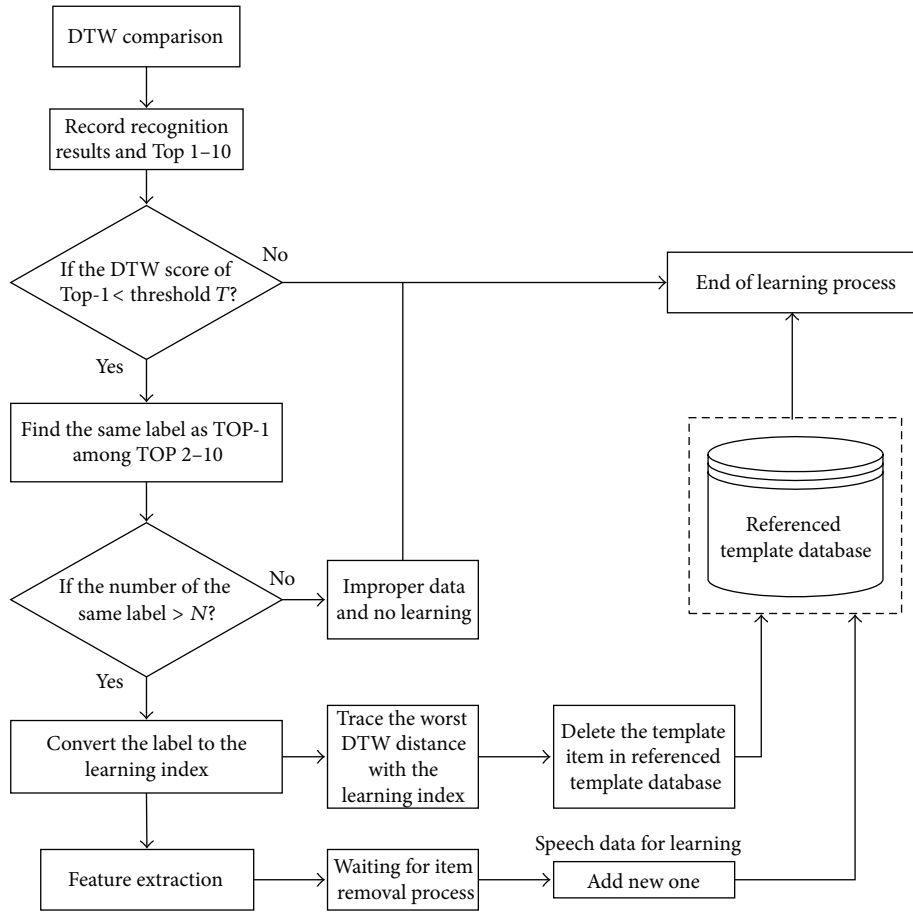 DTW comparison
Record recognition
results and Top 1–10
If the DTW score of
Top-1< threshold T?
No
Yes
End of learning process
Find the same label as TOP-1
among TOP 2–10
Referenced
template database
If the number of the
same label > N?
No
Yes
Improper data
and no learning
Convert the label to the
learning index
Trace the worst
DTW distance
with the
learning index
Delete the template
item in referenced
template database
Feature extraction
Waiting for item
removal process
Speech data for learning
Add new one